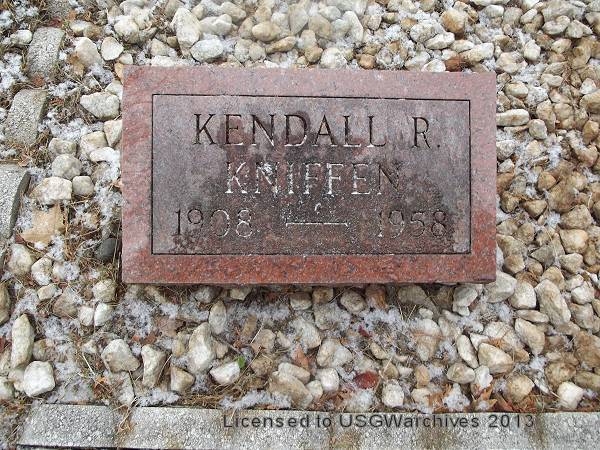 KENDALL R.
KNIFFEN
1908 — 1958
Licensed to USGWarchives 2013